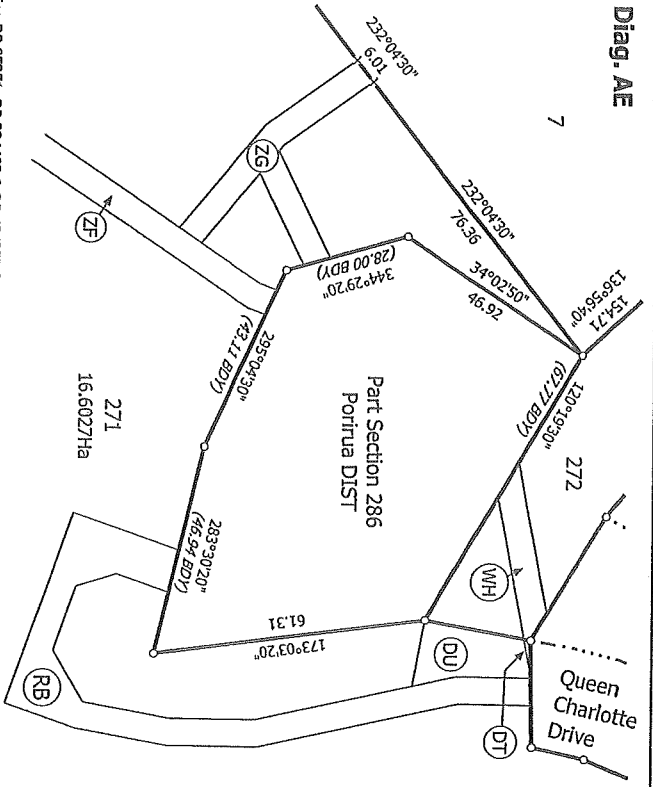 Diag. AE
7
232°04'30"
6.01
232°04'30"
76.36
34°02'50"
46.92
136°56'40"
154.71
120°19'30"
(67.77 BDY)
272
344°29'20"
(28.00 BDY)
295°04'30"
(43.11 BDY)
283°30'20"
(46.94 BDY)
173°03'20"
61.31
Part Section 286
Porirua DIST
271
16.6027Ha
ZG
ZF
WH
DU
DT
RB
Queen
Charlotte
Drive